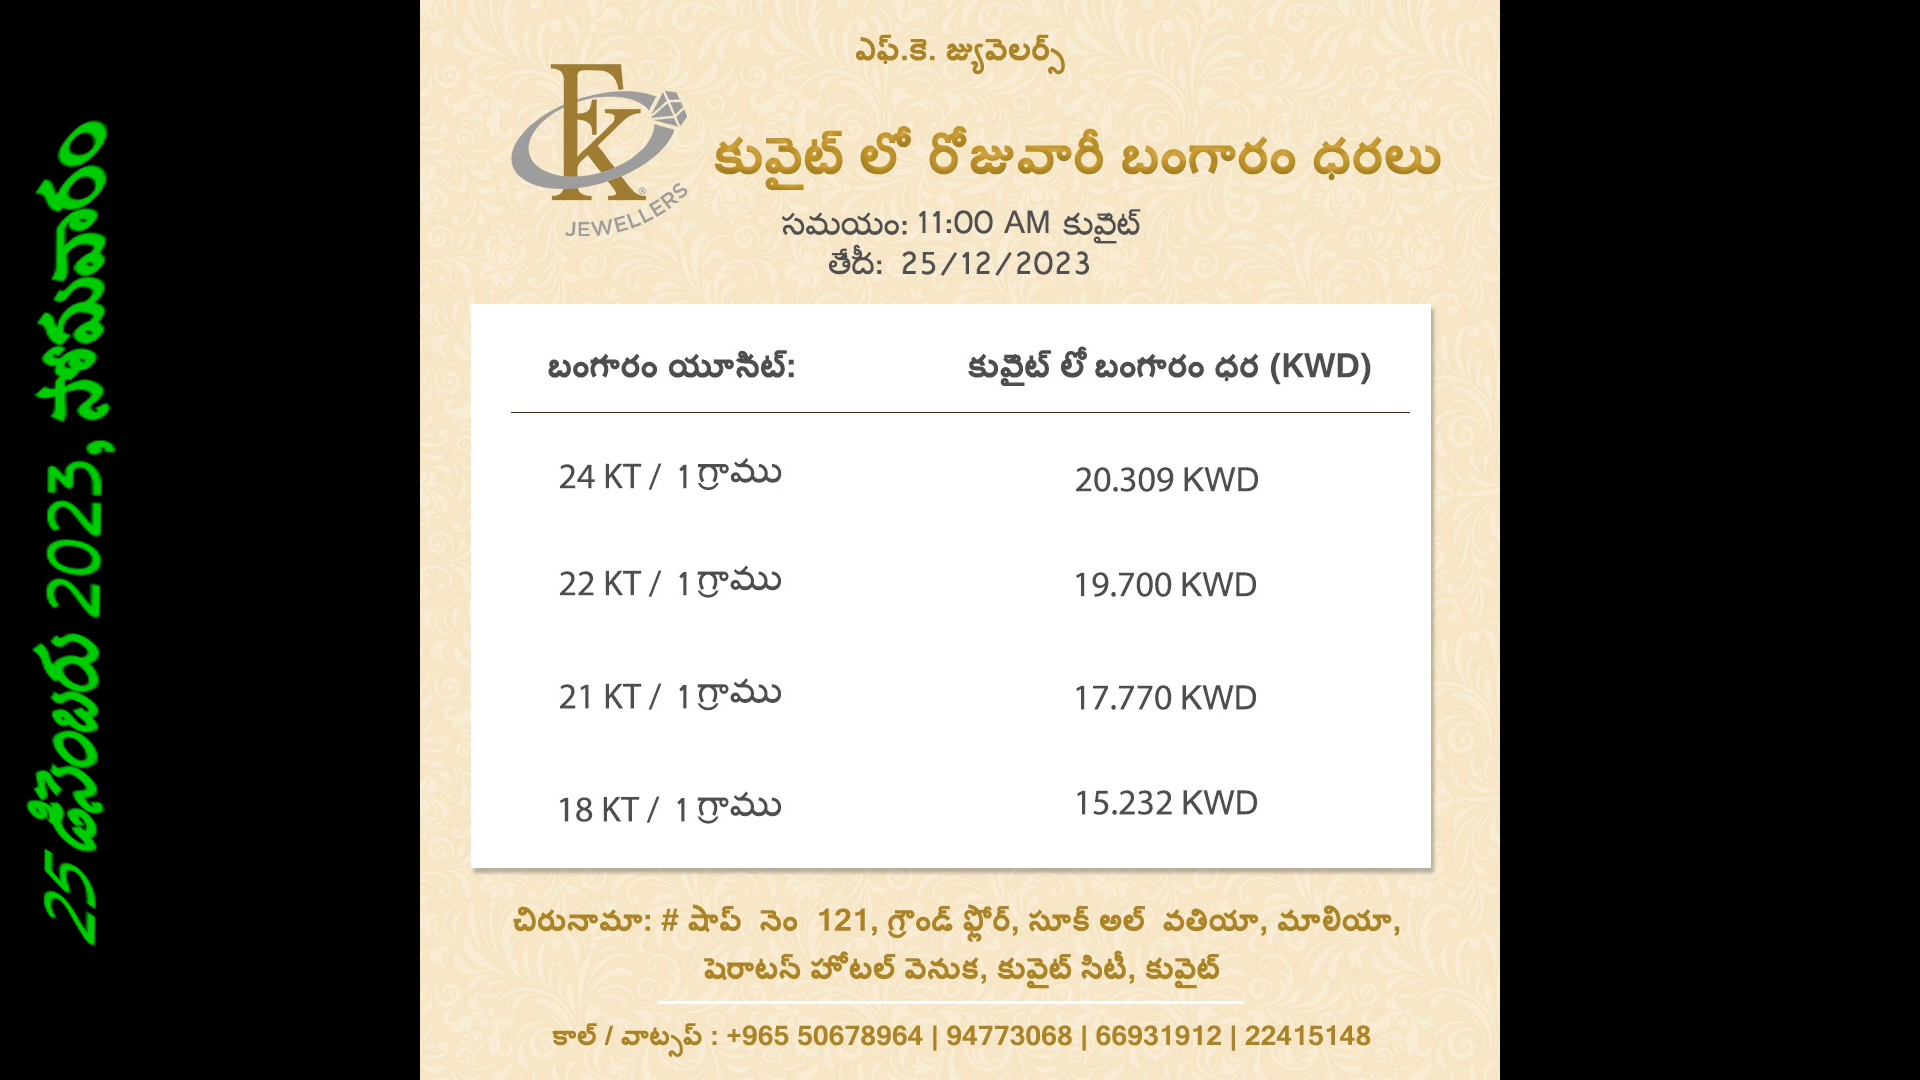 25 డిసెంబరు 2023, సోమవారం
ఎఫ్.కె. జ్యువెలర్స్
FK
JEWELLERS
®
కువైట్ లో రోజువారీ బంగారం ధరలు
సమయం: 11:00 AM కువైట్
తేదీ: 25/12/2023
బంగారం యూనిట్: కువైట్ లో బంగారం ధర (KWD)
24 KT / 1 గ్రాము 20.309 KWD
22 KT / 1 గ్రాము 19.700 KWD
21 KT / 1 గ్రాము 17.770 KWD
18 KT / 1 గ్రాము 15.232 KWD
చిరునామా: # షాప్ నెం 121, గ్రౌండ్ ఫ్లోర్, సూక్ అల్ వతియా, మాలియా,
షెరాటన్ హోటల్ వెనుక, కువైట్ సిటీ, కువైట్
కాల్ / వాట్సప్ : +965 50678964 | 94773068 | 66931912 | 22415148